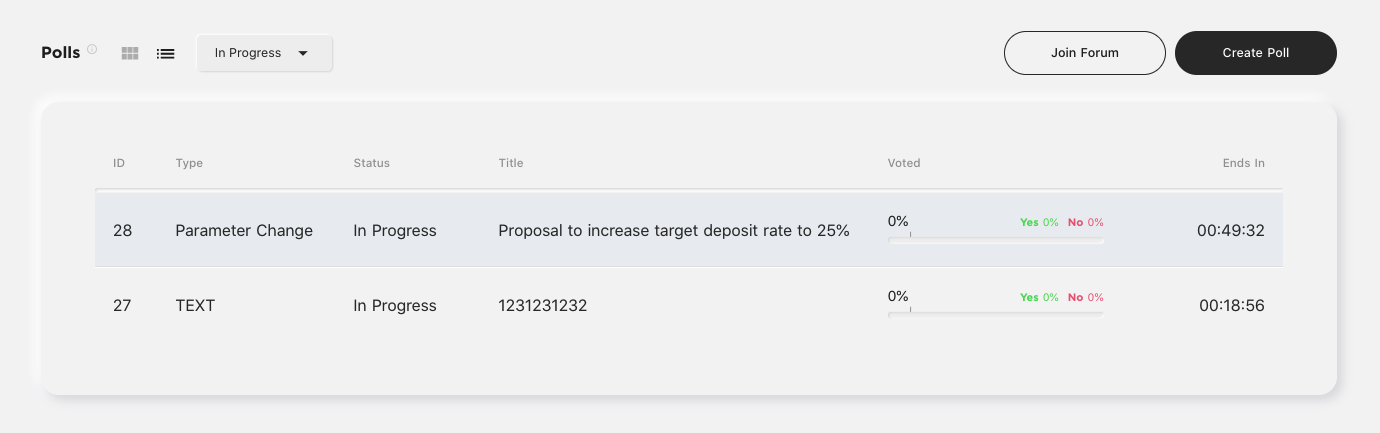 Polls In Progress Join Forum Create Poll
ID Type Status Title Voted Ends In
28 Parameter Change In Progress Proposal to increase target deposit rate to 25% 0% Yes 0% No 0% 00:49:32
27 TEXT In Progress 1231231232 0% Yes 0% No 0% 00:18:56